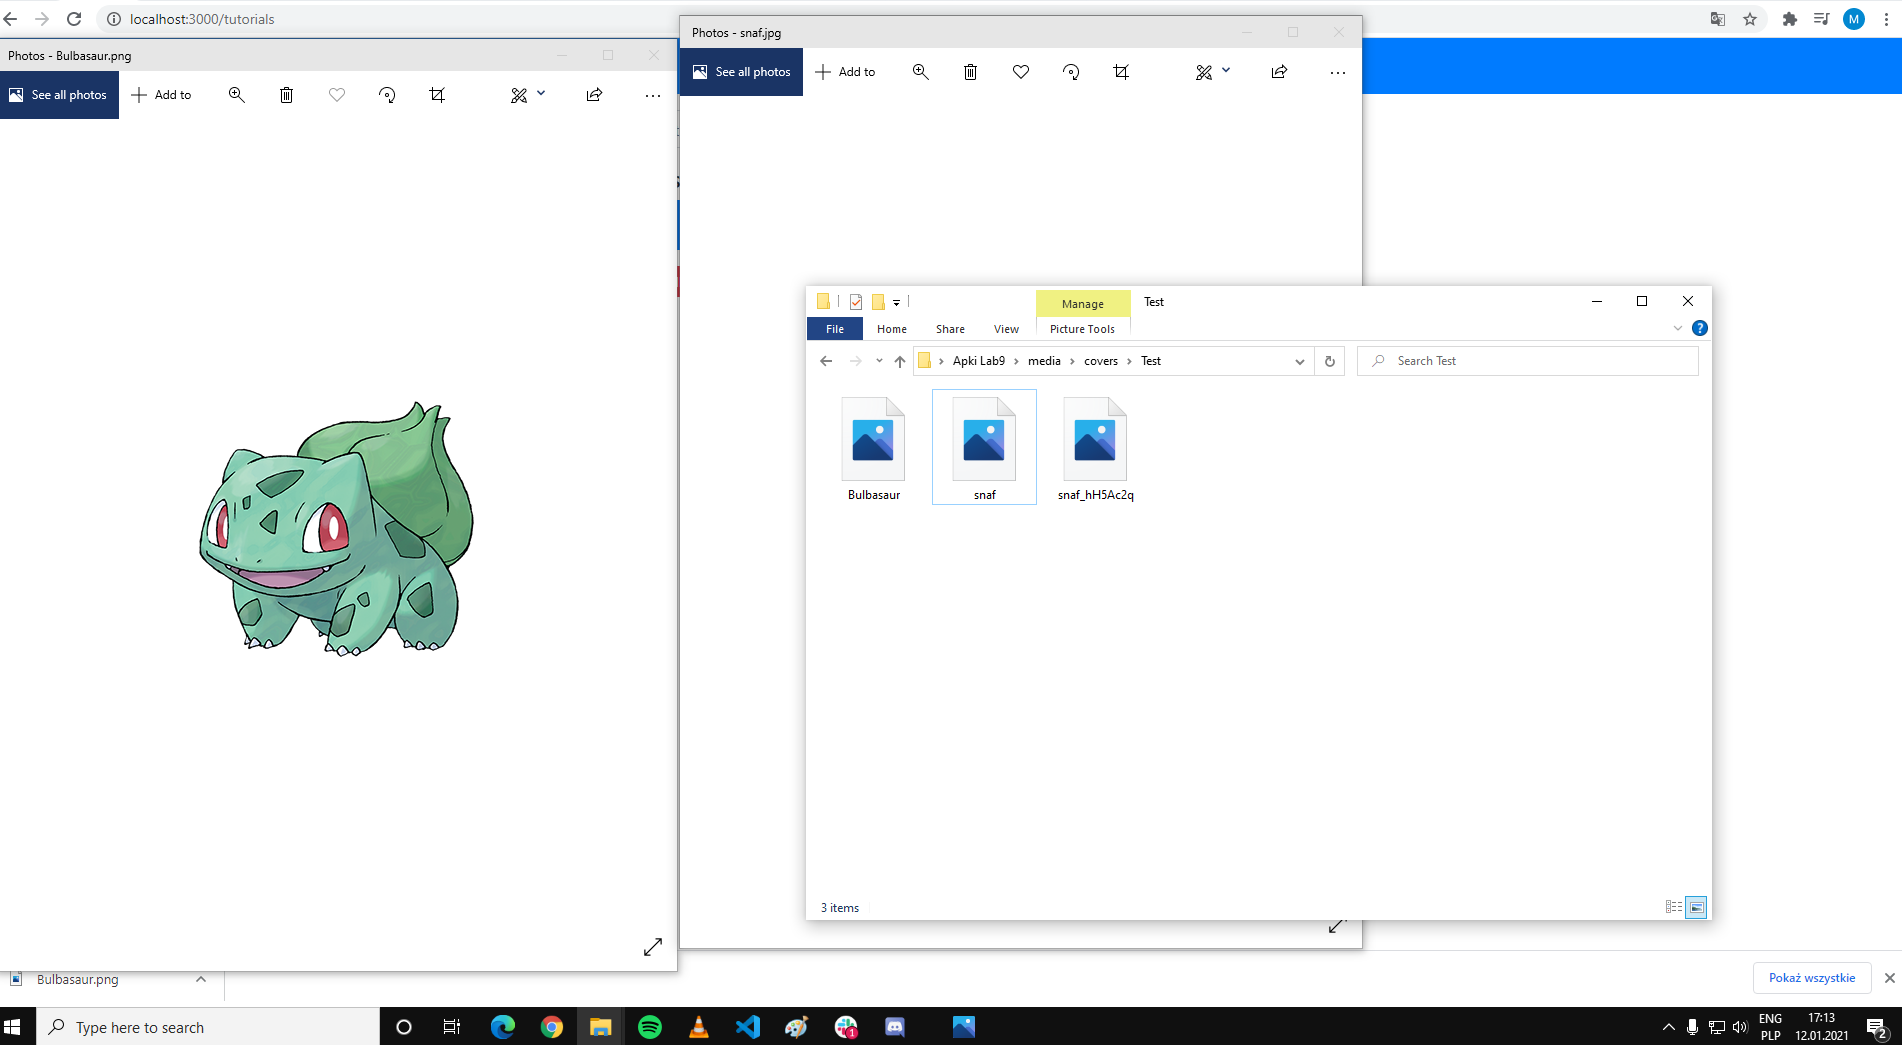 localhost:3000/tutorials
M
Photos - Bulbasaur.png
See all photos
Add to
Photos - snaf.jpg
See all photos
Add to
Manage
Test
File
Home
Share
View
Picture Tools
?
Apki Lab9 › media › covers › Test
Search Test
Bulbasaur
snaf
snaf_hH5Ac2q
3 items
Bulbasaur.png
Pokaż wszystkie
Type here to search
1
ENG
PLP
17:13
12.01.2021
2